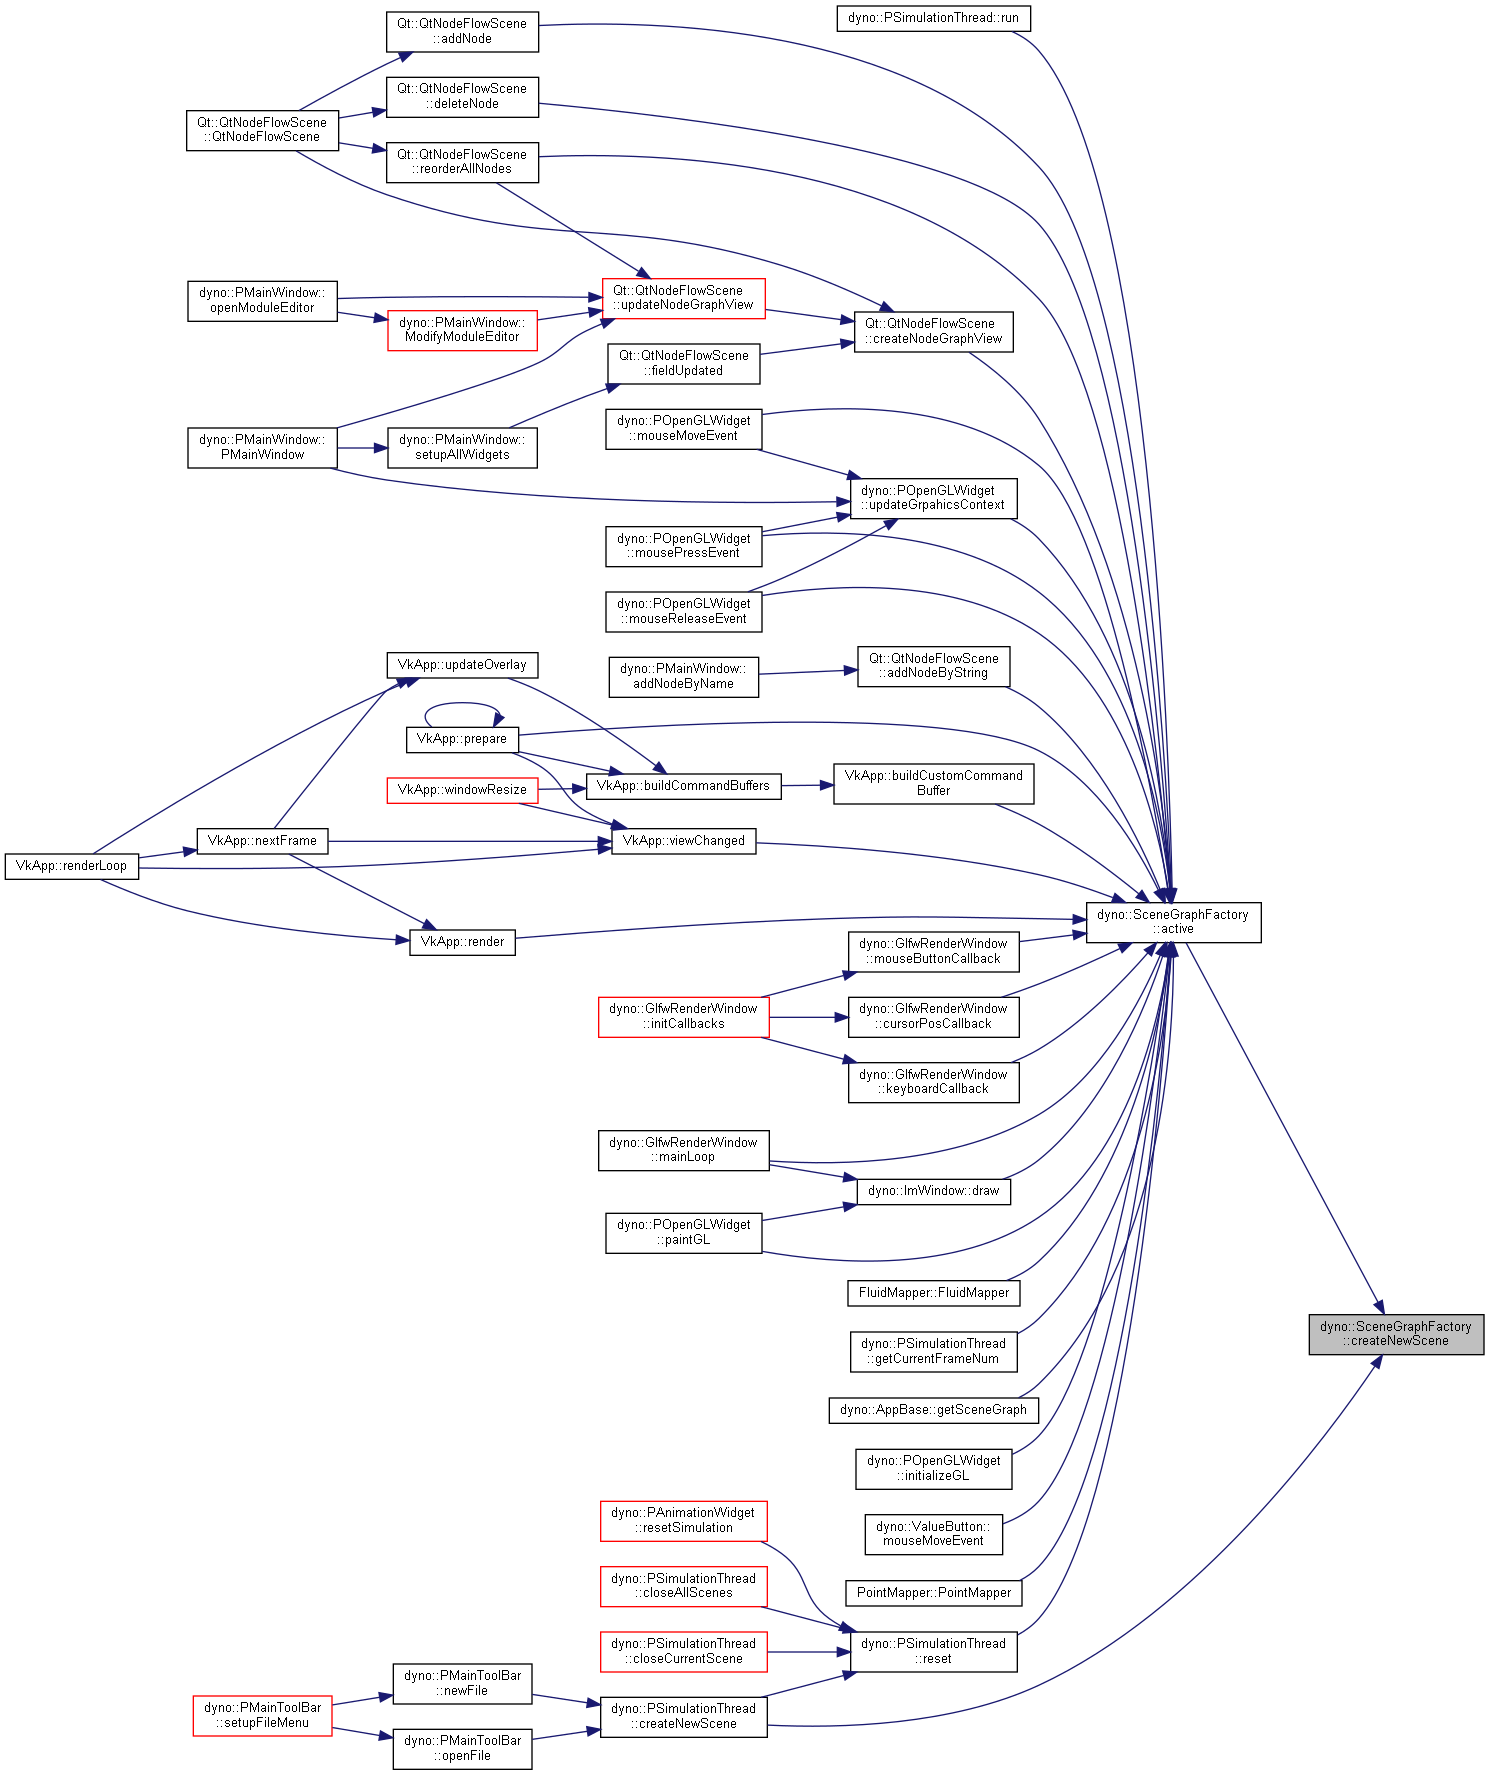 dyno::PSimulationThread::run
Qt::QtNodeFlowScene
::addNode
Qt::QtNodeFlowScene
::deleteNode
Qt::QtNodeFlowScene
::QtNodeFlowScene
Qt::QtNodeFlowScene
::reorderAllNodes
dyno::PMainWindow::
openModuleEditor
Qt::QtNodeFlowScene
::updateNodeGraphView
dyno::PMainWindow::
ModifyModuleEditor
Qt::QtNodeFlowScene
::createNodeGraphView
Qt::QtNodeFlowScene
::fieldUpdated
dyno::POpenGLWidget
::mouseMoveEvent
dyno::PMainWindow::
PMainWindow
dyno::PMainWindow::
setupAllWidgets
dyno::POpenGLWidget
::updateGrpahicsContext
dyno::POpenGLWidget
::mousePressEvent
dyno::POpenGLWidget
::mouseReleaseEvent
VkApp::updateOverlay
dyno::PMainWindow::
addNodeByName
Qt::QtNodeFlowScene
::addNodeByString
VkApp::prepare
VkApp::windowResize
VkApp::buildCommandBuffers
VkApp::buildCustomCommand
Buffer
VkApp::nextFrame
VkApp::viewChanged
VkApp::renderLoop
dyno::SceneGraphFactory
::active
VkApp::render
dyno::GlfwRenderWindow
::mouseButtonCallback
dyno::GlfwRenderWindow
::initCallbacks
dyno::GlfwRenderWindow
::cursorPosCallback
dyno::GlfwRenderWindow
::keyboardCallback
dyno::GlfwRenderWindow
::mainLoop
dyno::ImWindow::draw
dyno::POpenGLWidget
::paintGL
FluidMapper::FluidMapper
dyno::SceneGraphFactory
::createNewScene
dyno::PSimulationThread
::getCurrentFrameNum
dyno::AppBase::getSceneGraph
dyno::POpenGLWidget
::initializeGL
dyno::PAnimationWidget
::resetSimulation
dyno::ValueButton::
mouseMoveEvent
dyno::PSimulationThread
::closeAllScenes
PointMapper::PointMapper
dyno::PSimulationThread
::closeCurrentScene
dyno::PSimulationThread
::reset
dyno::PMainToolBar
::newFile
dyno::PMainToolBar
::setupFileMenu
dyno::PSimulationThread
::createNewScene
dyno::PMainToolBar
::openFile